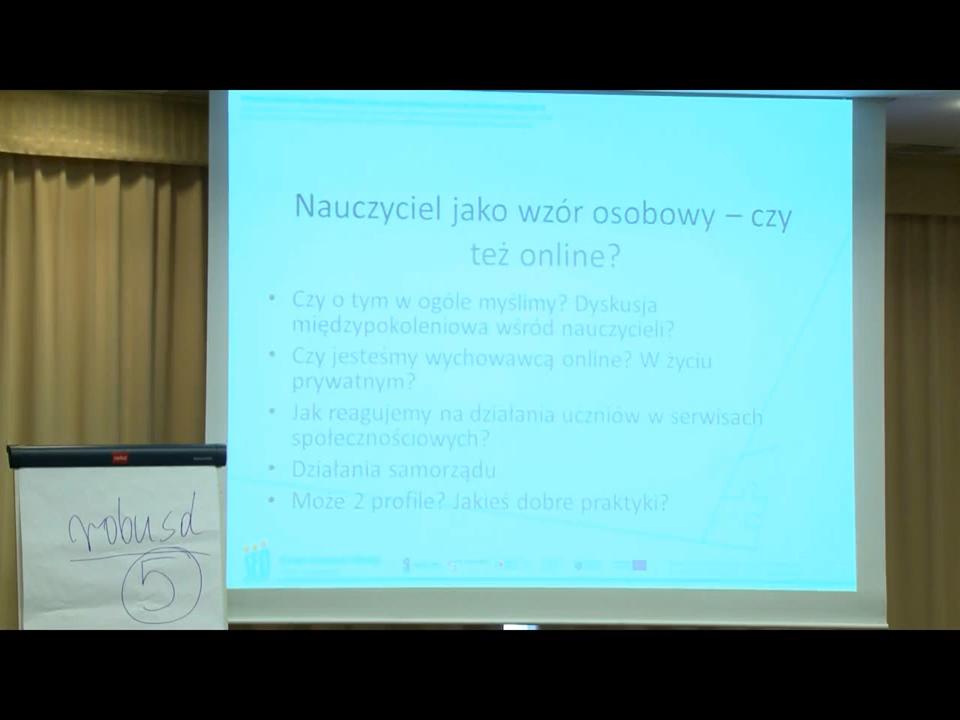 Nauczyciel jako wzór osobowy – czy
też online?
• Czy o tym w ogóle myślimy? Dyskusja
międzypokoleniowa wśród nauczycieli?
• Czy jesteśmy wychowawcą online? W życiu
prywatnym?
• Jak reagujemy na działania uczniów w serwisach
społecznościowych?
• Działania samorządu
• Może 2 profile? Jakieś dobre praktyki?
robusd
5